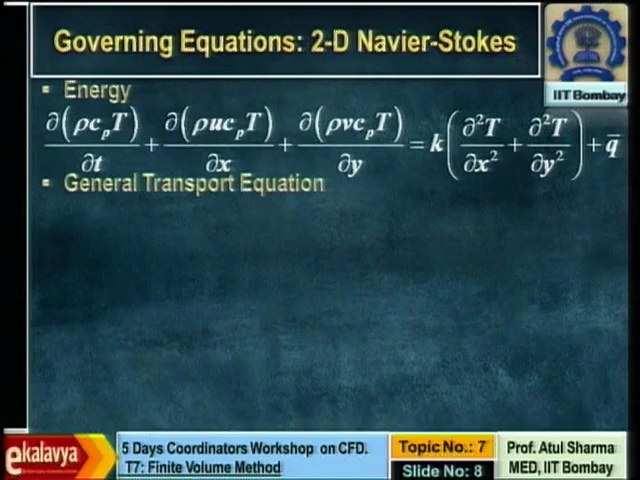 Governing Equations: 2-D Navier-Stokes
IIT Bombay
▪ Energy
∂(ρc_pT)/∂t + ∂(ρuc_pT)/∂x + ∂(ρvc_pT)/∂y = k(∂²T/∂x² + ∂²T/∂y²) + q̅
▪ General Transport Equation
ekalavya
5 Days Coordinators Workshop on CFD.
T7: Finite Volume Method
Topic No.: 7
Slide No: 8
Prof. Atul Sharma
MED, IIT Bombay